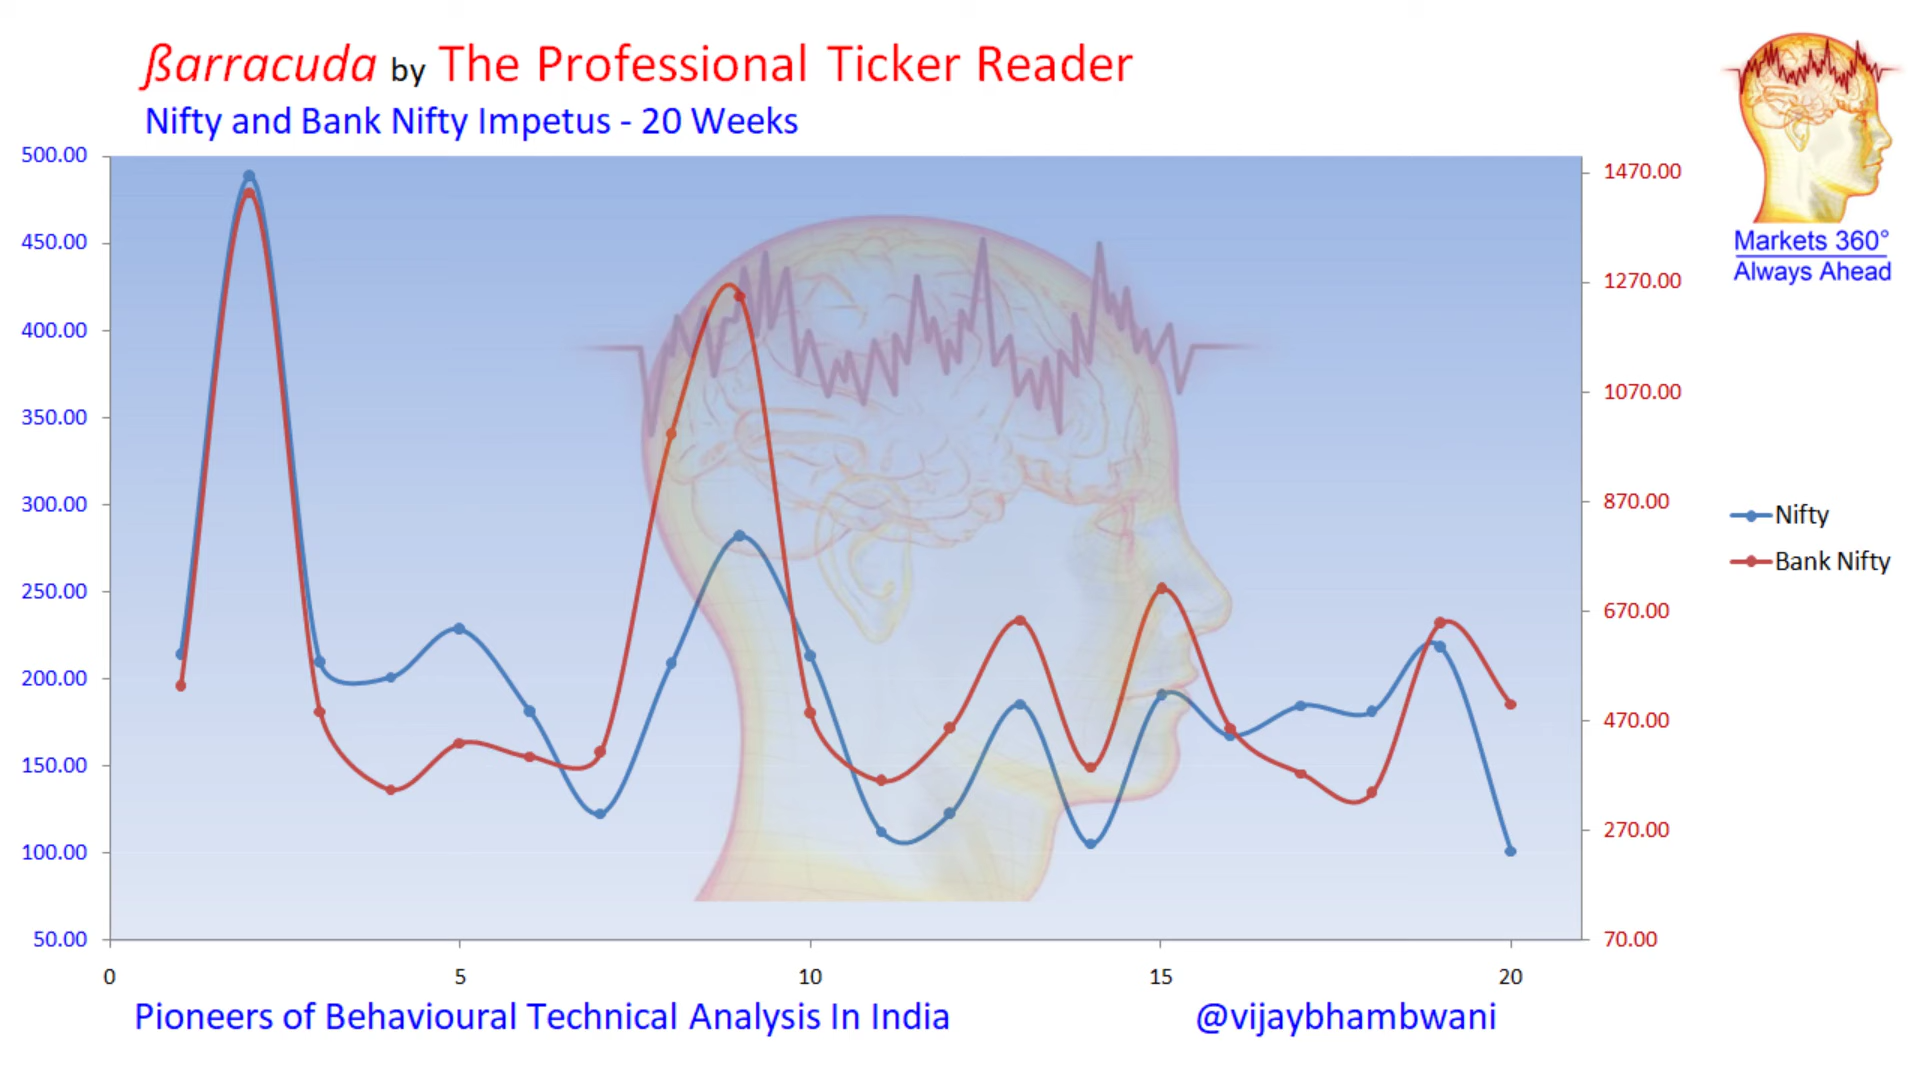 ßarracuda by The Professional Ticker Reader
Nifty and Bank Nifty Impetus - 20 Weeks
Markets 360°
Always Ahead
500.00
450.00
400.00
350.00
300.00
250.00
200.00
150.00
100.00
50.00
1470.00
1270.00
1070.00
870.00
670.00
470.00
270.00
70.00
Nifty
Bank Nifty
0 5 10 15 20
Pioneers of Behavioural Technical Analysis In India @vijaybhambwani